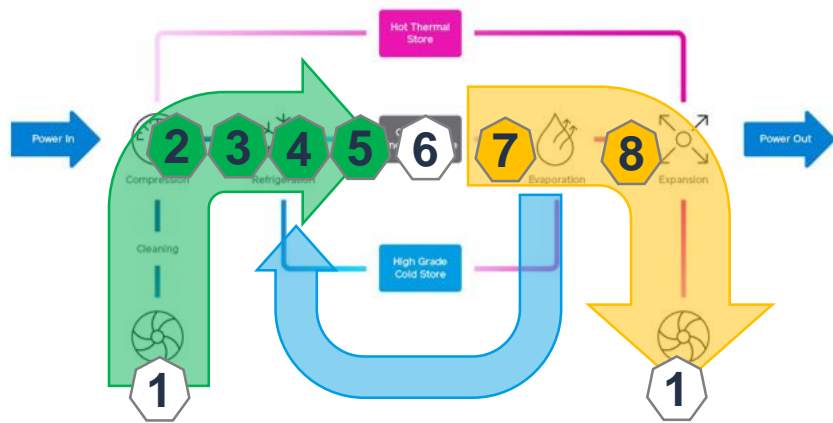 Hot Thermal
Store
Power In
2
3
4
5
6
7
8
Power Out
Compression
Refrigeration
Evaporation
Expansion
Cleaning
High Grade
Cold Store
1
1